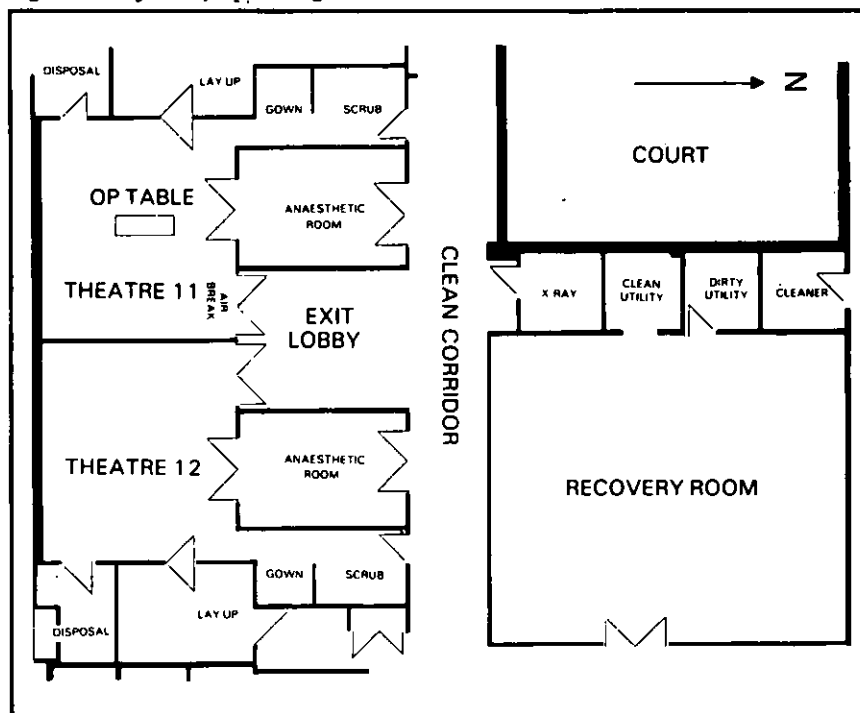 DISPOSAL
LAY UP
GOWN
SCRUB
N
COURT
OP TABLE
ANAESTHETIC
ROOM
THEATRE 11
AIR
BREAK
EXIT
LOBBY
CLEAN CORRIDOR
X RAY
CLEAN
UTILITY
DIRTY
UTILITY
CLEANER
THEATRE 12
ANAESTHETIC
ROOM
RECOVERY ROOM
GOWN
SCRUB
DISPOSAL
LAY UP